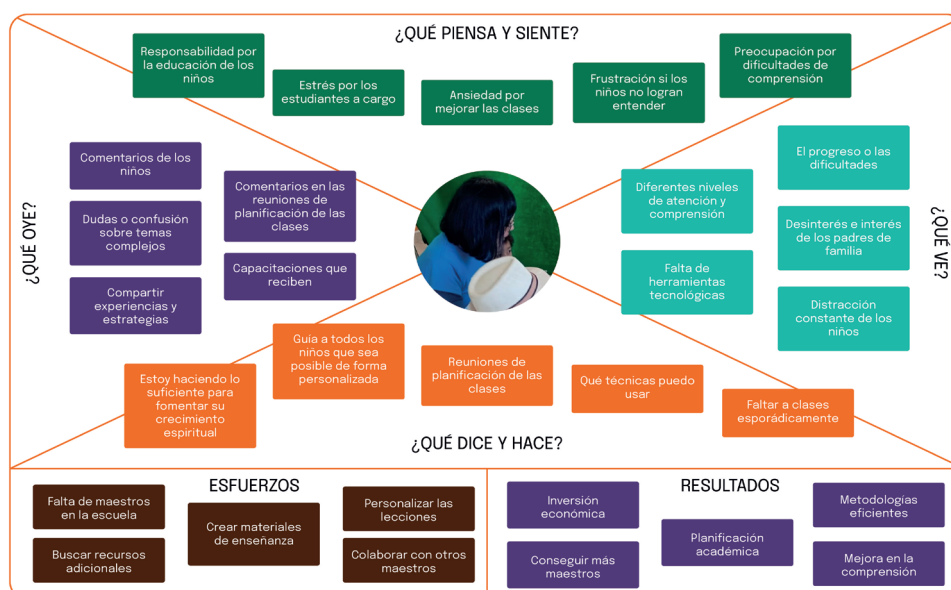 ¿QUÉ PIENSA Y SIENTE?
Responsabilidad por
la educación de los
niños
Estrés por los
estudiantes a cargo
Ansiedad por
mejorar las clases
Frustración si los
niños no logran
entender
Preocupación por
dificultades de
comprensión
¿QUÉ OYE?
Comentarios de los
niños
Dudas o confusión
sobre temas
complejos
Compartir
experiencias y
estrategias
Comentarios en las
reuniones de
planificación de las
clases
Capacitaciones que
reciben
Diferentes niveles
de atención y
comprensión
Falta de
herramientas
tecnológicas
El progreso o las
dificultades
Desinterés e interés
de los padres de
familia
Distracción
constante de los
niños
¿QUÉ VE?
Estoy haciendo lo
suficiente para
fomentar su
crecimiento
espiritual
Guía a todos los
niños que sea
posible de forma
personalizada
Reuniones de
planificación de las
clases
Qué técnicas puedo
usar
Faltar a clases
esporádicamente
¿QUÉ DICE Y HACE?
ESFUERZOS
Falta de maestros
en la escuela
Buscar recursos
adicionales
Crear materiales
de enseñanza
Personalizar las
lecciones
Colaborar con otros
maestros
RESULTADOS
Inversión
económica
Conseguir más
maestros
Planificación
académica
Metodologías
eficientes
Mejora en la
comprensión